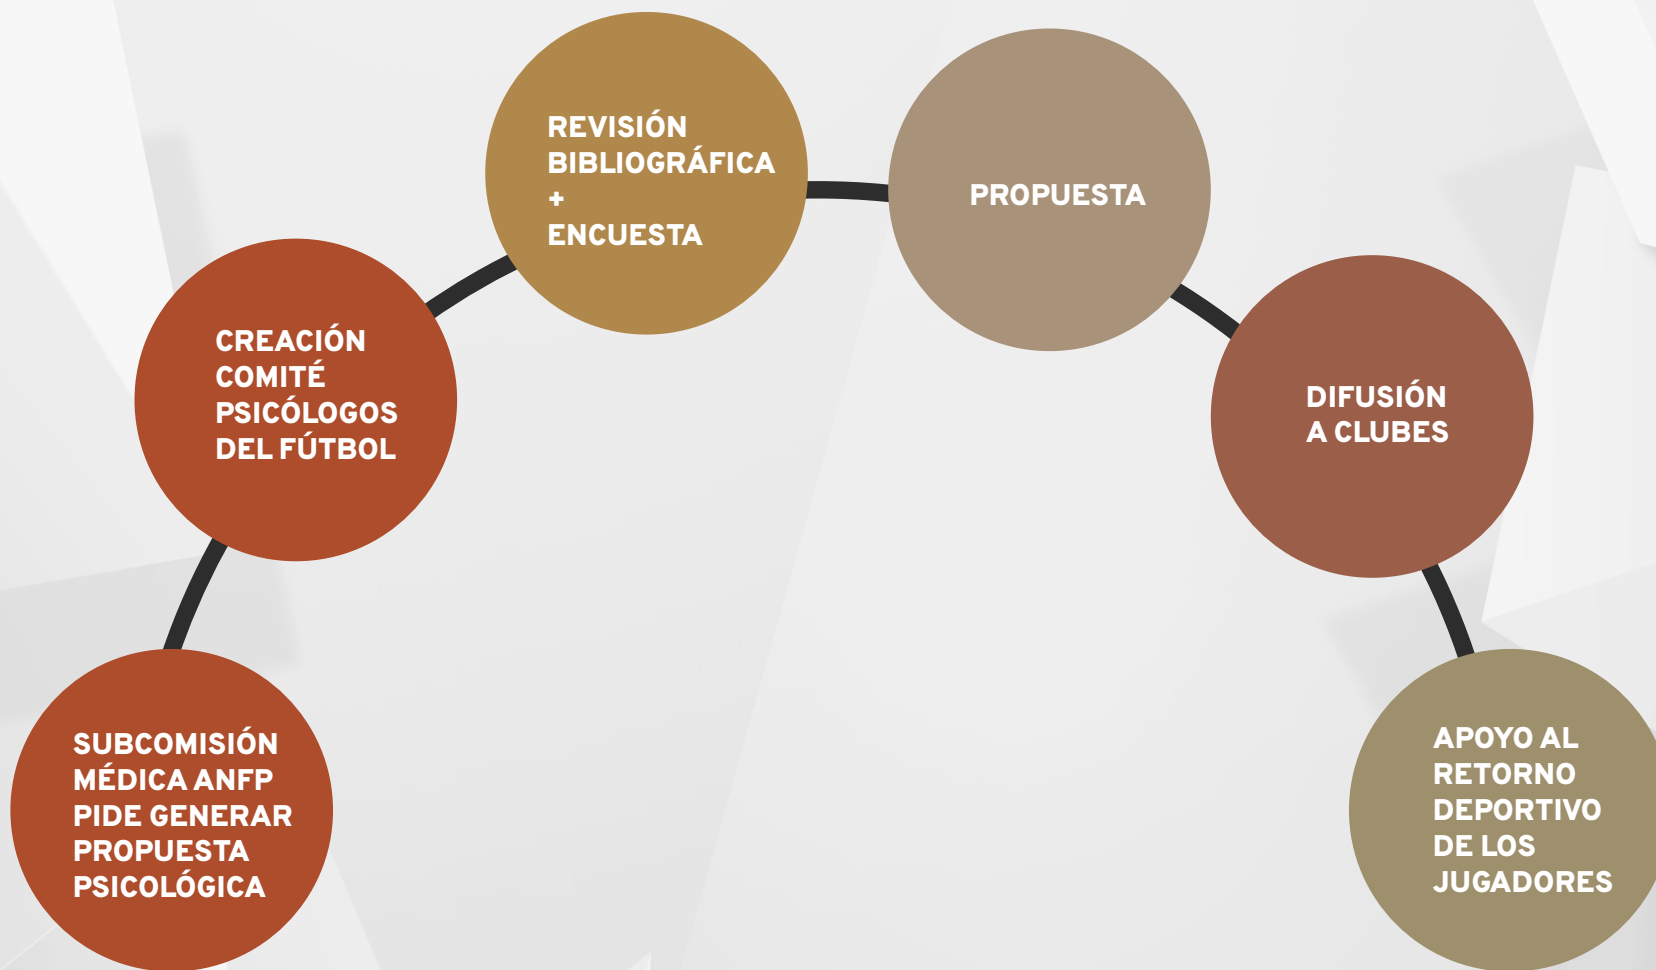 SUBCOMISIÓN
MÉDICA ANFP
PIDE GENERAR
PROPUESTA
PSICOLÓGICA
CREACIÓN
COMITÉ
PSICÓLOGOS
DEL FÚTBOL
REVISIÓN
BIBLIOGRÁFICA
+
ENCUESTA
PROPUESTA
DIFUSIÓN
A CLUBES
APOYO AL
RETORNO
DEPORTIVO
DE LOS
JUGADORES